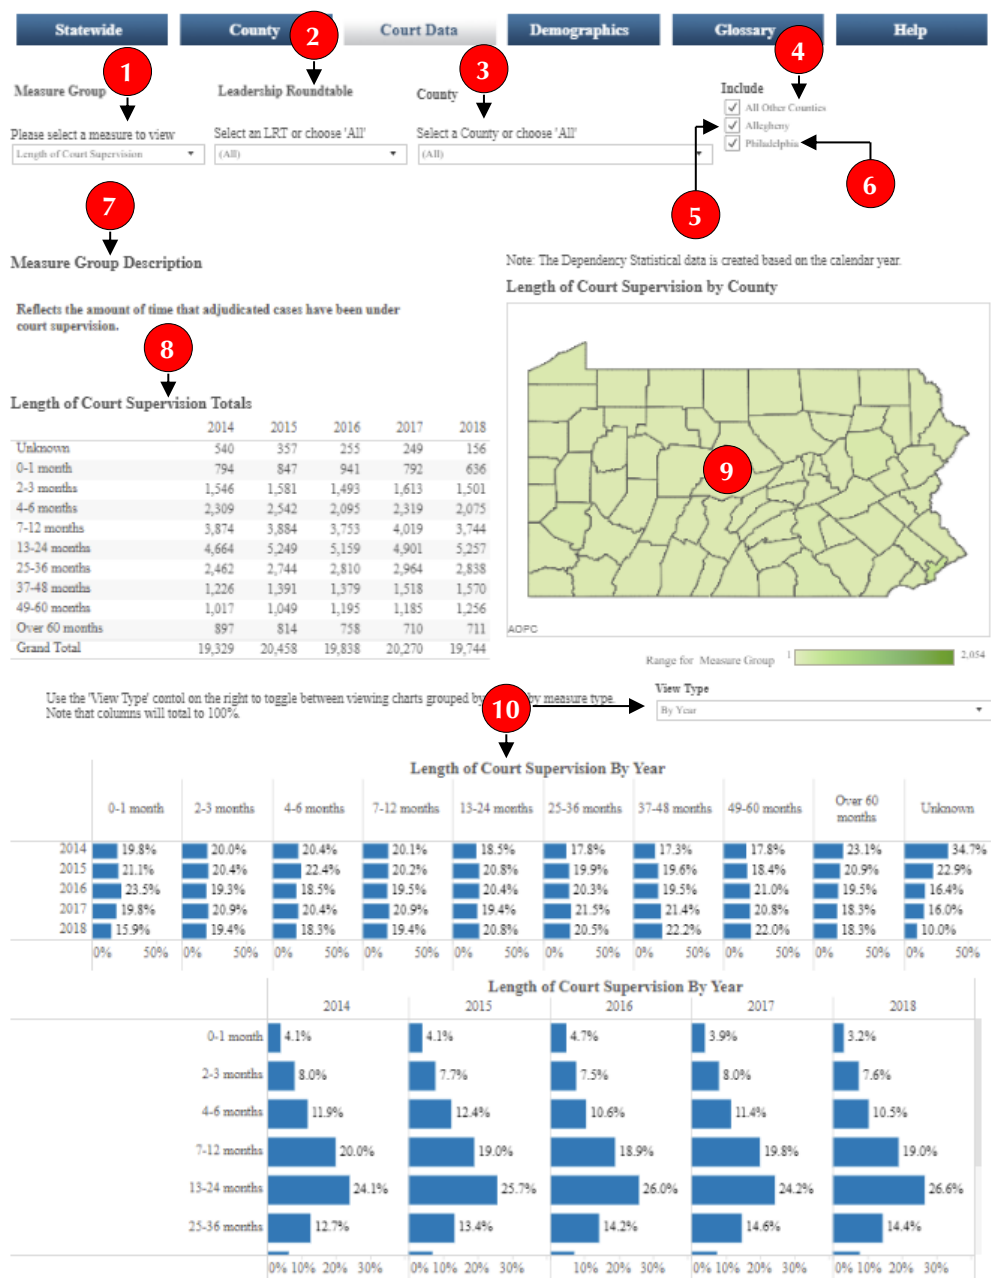 Statewide County Court Data Demographics Glossary Help
1 2 3 4
Measure Group Leadership Roundtable County Include
All Other Counties
Please select a measure to view Select an LRT or choose 'All' Select a County or choose 'All' Allegheny
Length of Court Supervision (All) (All) Philadelphia
5 6
7
Measure Group Description
Reflects the amount of time that adjudicated cases have been under
court supervision.
Note: The Dependency Statistical data is created based on the calendar year.
Length of Court Supervision by County
8
Length of Court Supervision Totals
2014 2015 2016 2017 2018
Unknown 540 357 255 249 156
0-1 month 794 847 941 792 636
2-3 months 1,546 1,581 1,493 1,613 1,501
4-6 months 2,309 2,542 2,095 2,319 2,075
7-12 months 3,874 3,884 3,753 4,019 3,744
13-24 months 4,664 5,249 5,159 4,901 5,257
25-36 months 2,462 2,744 2,810 2,964 2,838
37-48 months 1,226 1,391 1,379 1,518 1,570
49-60 months 1,017 1,049 1,195 1,185 1,256
Over 60 months 897 814 758 710 711
Grand Total 19,329 20,458 19,838 20,270 19,744
9
AOPC
Range for Measure Group 1 2,054
Use the 'View Type' contol on the right to toggle between viewing charts grouped by by measure type.
Note that columns will total to 100%.
10
View Type
By Year
Length of Court Supervision By Year
0-1 month 2-3 months 4-6 months 7-12 months 13-24 months 25-36 months 37-48 months 49-60 months Over 60 months Unknown
2014 19.8% 20.0% 20.4% 20.1% 18.5% 17.8% 17.3% 17.8% 23.1% 34.7%
2015 21.1% 20.4% 22.4% 20.2% 20.8% 19.9% 19.6% 18.4% 20.9% 22.9%
2016 23.5% 19.3% 18.5% 19.5% 20.4% 20.3% 19.5% 21.0% 19.5% 16.4%
2017 19.8% 20.9% 20.4% 20.9% 19.4% 21.5% 21.4% 20.8% 18.3% 16.0%
2018 15.9% 19.4% 18.3% 19.4% 20.8% 20.5% 22.2% 22.0% 18.3% 10.0%
0% 50% 0% 50% 0% 50% 0% 50% 0% 50% 0% 50% 0% 50% 0% 50% 0% 50% 0% 50%
Length of Court Supervision By Year
2014 2015 2016 2017 2018
0-1 month 4.1% 4.1% 4.7% 3.9% 3.2%
2-3 months 8.0% 7.7% 7.5% 8.0% 7.6%
4-6 months 11.9% 12.4% 10.6% 11.4% 10.5%
7-12 months 20.0% 19.0% 18.9% 19.8% 19.0%
13-24 months 24.1% 25.7% 26.0% 24.2% 26.6%
25-36 months 12.7% 13.4% 14.2% 14.6% 14.4%
0% 10% 20% 30% 0% 10% 20% 30% 10% 20% 30% 0% 10% 20% 30% 0% 10% 20% 30%